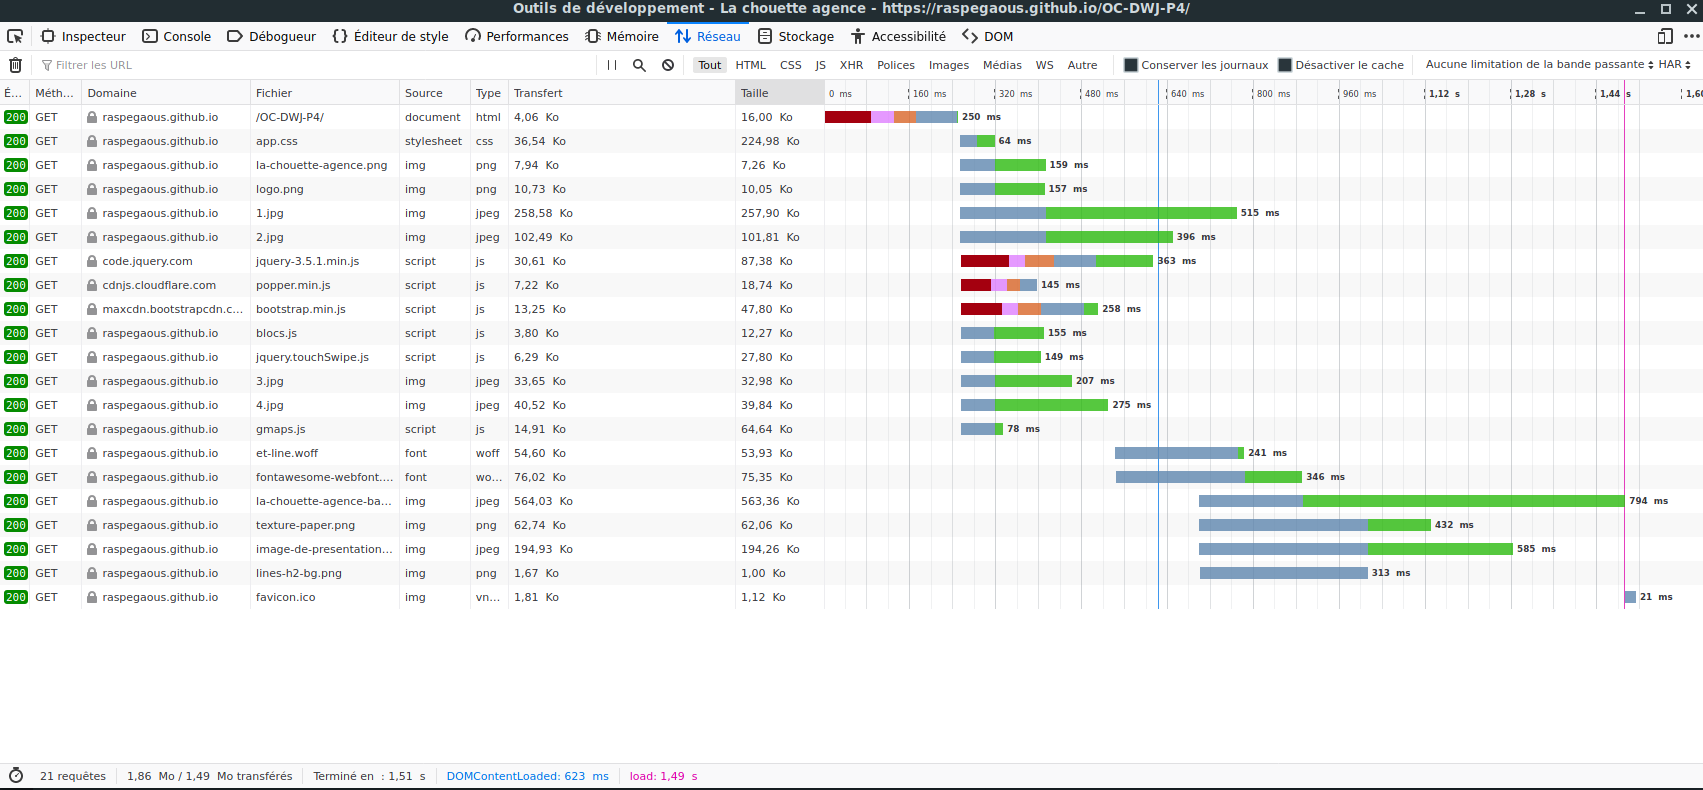 Outils de développement - La chouette agence - https://raspegaous.github.io/OC-DWJ-P4/
Inspecteur Console Débogueur Éditeur de style Performances Mémoire Réseau Stockage Accessibilité DOM
Filtrer les URL Tout HTML CSS JS XHR Polices Images Médias WS Autre Conserver les journaux Désactiver le cache Aucune limitation de la bande passante HAR
É… Méth… Domaine Fichier Source Type Transfert Taille 0 ms 160 ms 320 ms 480 ms 640 ms 800 ms 960 ms 1,12 s 1,28 s 1,44 s 1,60
200 GET raspegaous.github.io /OC-DWJ-P4/ document html 4,06 Ko 16,00 Ko 250 ms
200 GET raspegaous.github.io app.css stylesheet css 36,54 Ko 224,98 Ko 64 ms
200 GET raspegaous.github.io la-chouette-agence.png img png 7,94 Ko 7,26 Ko 159 ms
200 GET raspegaous.github.io logo.png img png 10,73 Ko 10,05 Ko 157 ms
200 GET raspegaous.github.io 1.jpg img jpeg 258,58 Ko 257,90 Ko 515 ms
200 GET raspegaous.github.io 2.jpg img jpeg 102,49 Ko 101,81 Ko 396 ms
200 GET code.jquery.com jquery-3.5.1.min.js script js 30,61 Ko 87,38 Ko 363 ms
200 GET cdnjs.cloudflare.com popper.min.js script js 7,22 Ko 18,74 Ko 145 ms
200 GET maxcdn.bootstrapcdn.c… bootstrap.min.js script js 13,25 Ko 47,80 Ko 258 ms
200 GET raspegaous.github.io blocs.js script js 3,80 Ko 12,27 Ko 155 ms
200 GET raspegaous.github.io jquery.touchSwipe.js script js 6,29 Ko 27,80 Ko 149 ms
200 GET raspegaous.github.io 3.jpg img jpeg 33,65 Ko 32,98 Ko 207 ms
200 GET raspegaous.github.io 4.jpg img jpeg 40,52 Ko 39,84 Ko 275 ms
200 GET raspegaous.github.io gmaps.js script js 14,91 Ko 64,64 Ko 78 ms
200 GET raspegaous.github.io et-line.woff font woff 54,60 Ko 53,93 Ko 241 ms
200 GET raspegaous.github.io fontawesome-webfont.… font wo… 76,02 Ko 75,35 Ko 346 ms
200 GET raspegaous.github.io la-chouette-agence-ba… img jpeg 564,03 Ko 563,36 Ko 794 ms
200 GET raspegaous.github.io texture-paper.png img png 62,74 Ko 62,06 Ko 432 ms
200 GET raspegaous.github.io image-de-presentation… img jpeg 194,93 Ko 194,26 Ko 585 ms
200 GET raspegaous.github.io lines-h2-bg.png img png 1,67 Ko 1,00 Ko 313 ms
200 GET raspegaous.github.io favicon.ico img vn… 1,81 Ko 1,12 Ko 21 ms
21 requêtes 1,86 Mo / 1,49 Mo transférés Terminé en : 1,51 s DOMContentLoaded: 623 ms load: 1,49 s